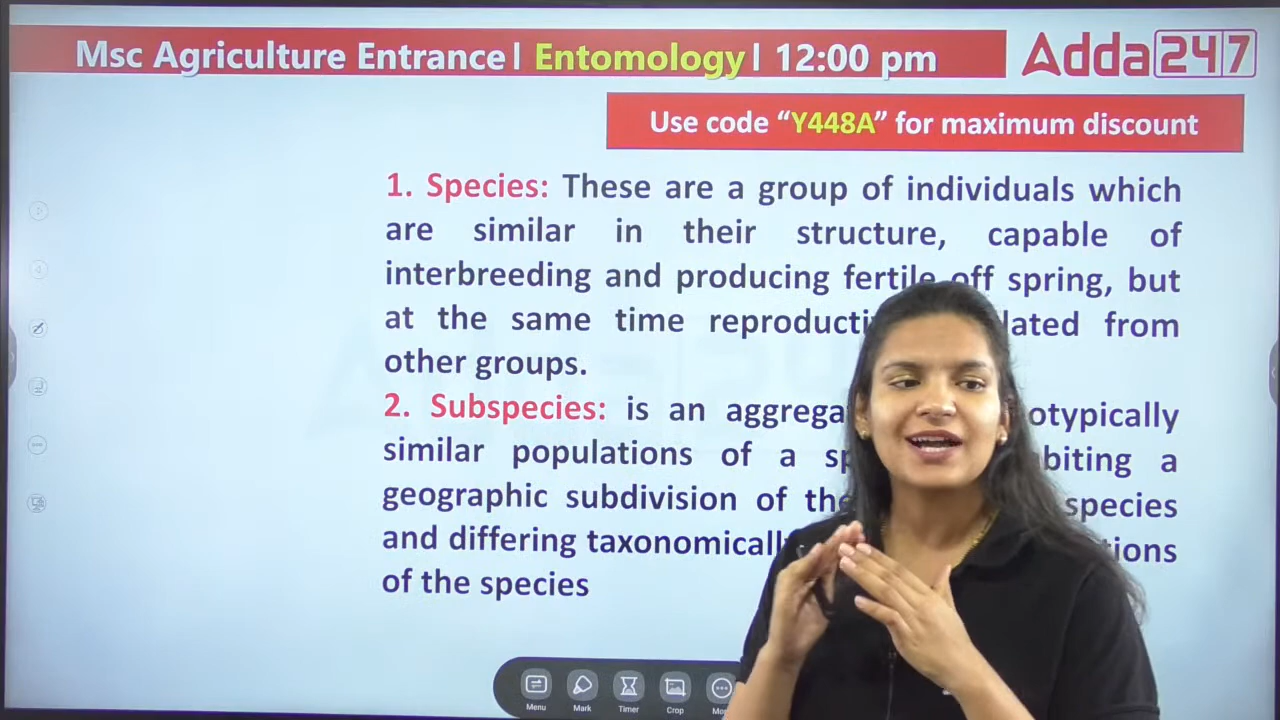 Msc Agriculture Entrance | Entomology | 12:00 pm
Adda247
Use code “Y448A” for maximum discount
1. Species: These are a group of individuals which
are similar in their structure, capable of
interbreeding and producing fertile off spring, but
at the same time reproducti lated from
other groups.
2. Subspecies: is an aggrega otypically
similar populations of a sp biting a
geographic subdivision of the species
and differing taxonomicall tions
of the species
Menu Mark Timer Crop Mo